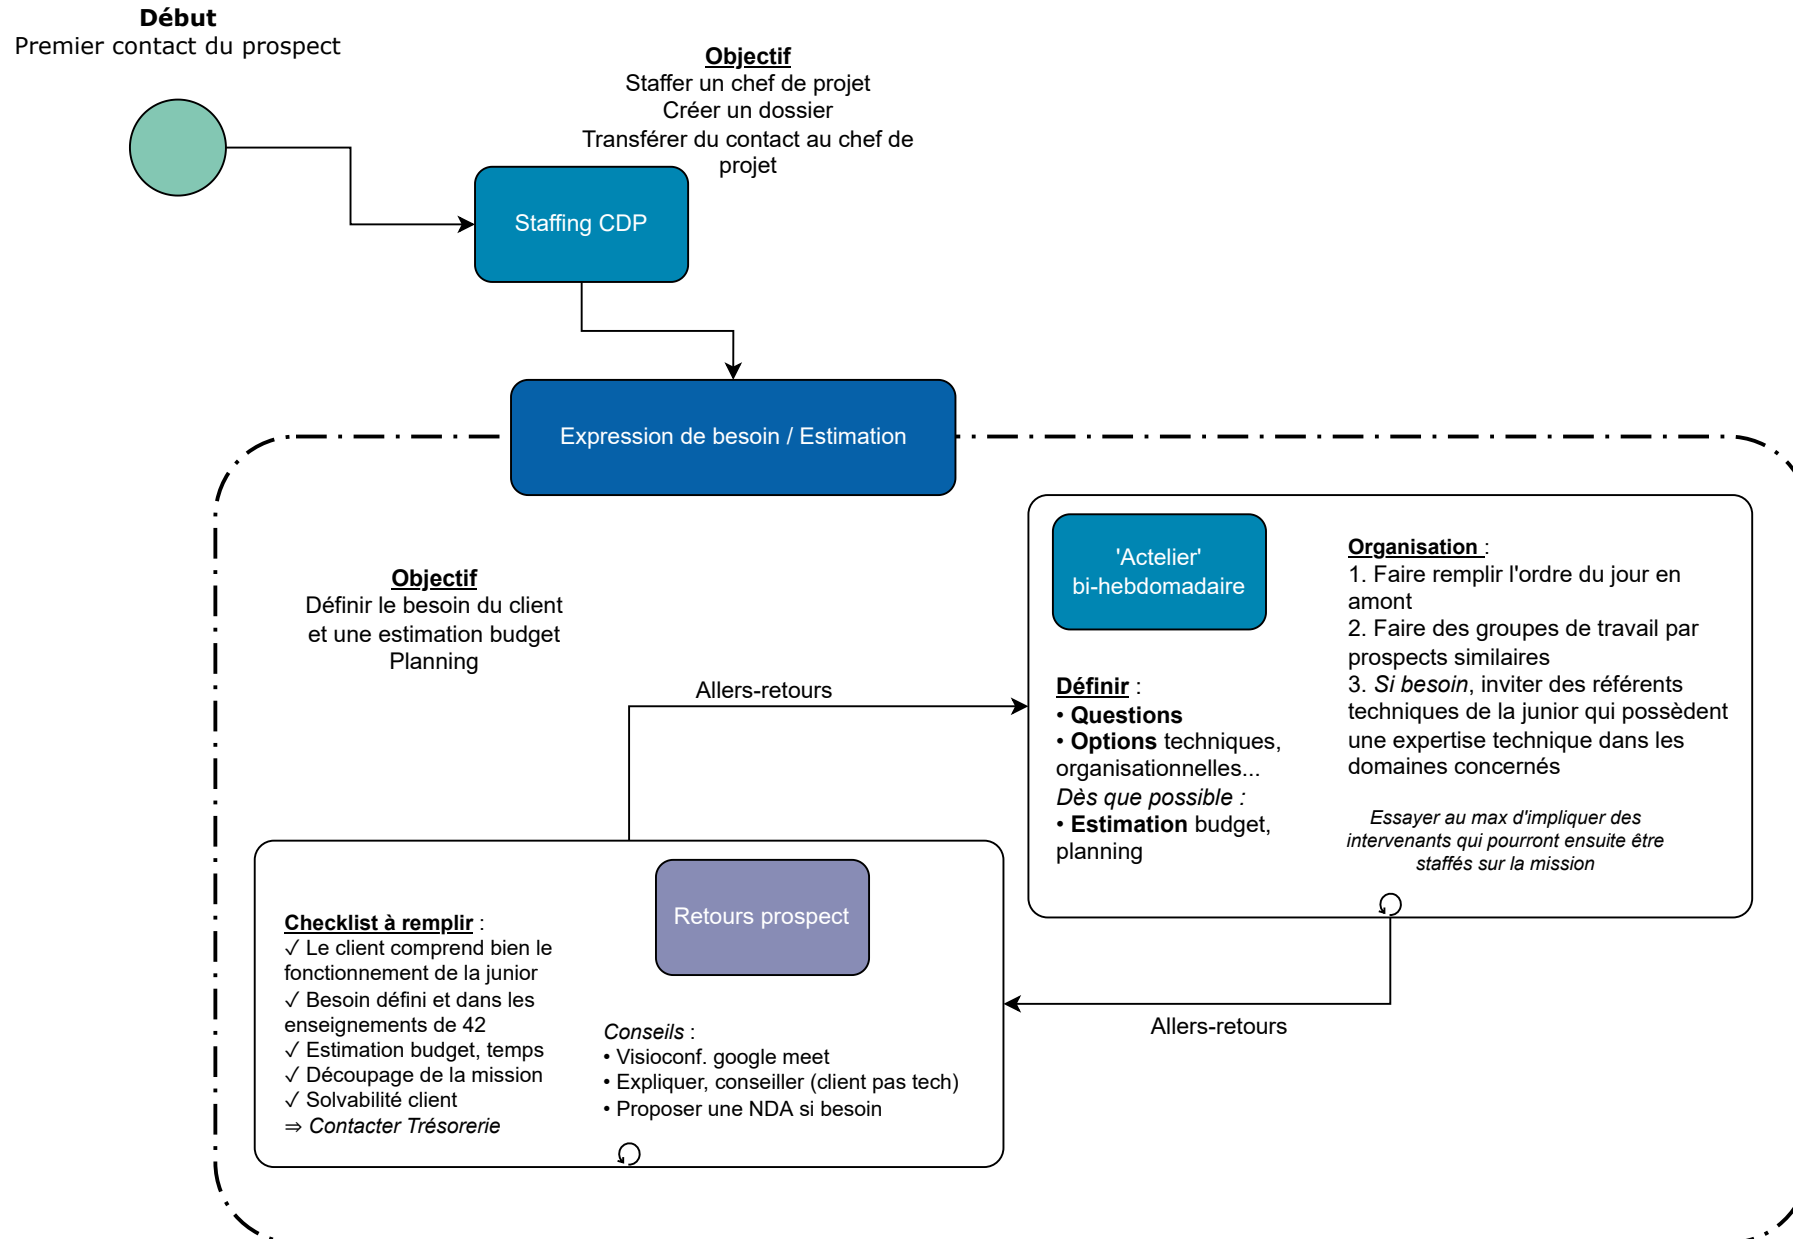 Début
Premier contact du prospect
Objectif
Staffer un chef de projet
Créer un dossier
Transférer du contact au chef de
projet
Staffing CDP
Expression de besoin / Estimation
Objectif
Définir le besoin du client
et une estimation budget
Planning
'Actelier'
bi-hebdomadaire
Organisation :
1. Faire remplir l'ordre du jour en
amont
2. Faire des groupes de travail par
prospects similaires
3. Si besoin, inviter des référents
techniques de la junior qui possèdent
une expertise technique dans les
domaines concernés
Essayer au max d'impliquer des
intervenants qui pourront ensuite être
staffés sur la mission
Définir :
• Questions
• Options techniques,
organisationnelles...
Dès que possible :
• Estimation budget,
planning
Allers-retours
Retours prospect
Checklist à remplir :
✓ Le client comprend bien le
fonctionnement de la junior
✓ Besoin défini et dans les
enseignements de 42
✓ Estimation budget, temps
✓ Découpage de la mission
✓ Solvabilité client
⇒ Contacter Trésorerie
Conseils :
• Visioconf. google meet
• Expliquer, conseiller (client pas tech)
• Proposer une NDA si besoin
Allers-retours